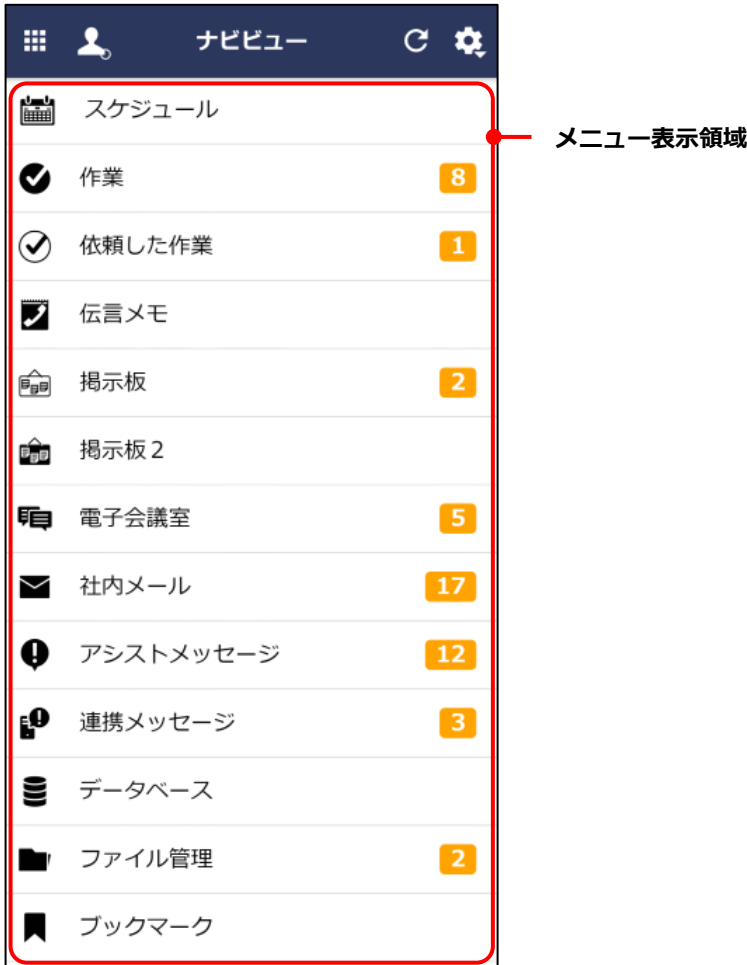 ナビビュー
スケジュール
メニュー表示領域
作業 8
依頼した作業 1
伝言メモ
掲示板 2
掲示板２
電子会議室 5
社内メール 17
アシストメッセージ 12
連携メッセージ 3
データベース
ファイル管理 2
ブックマーク